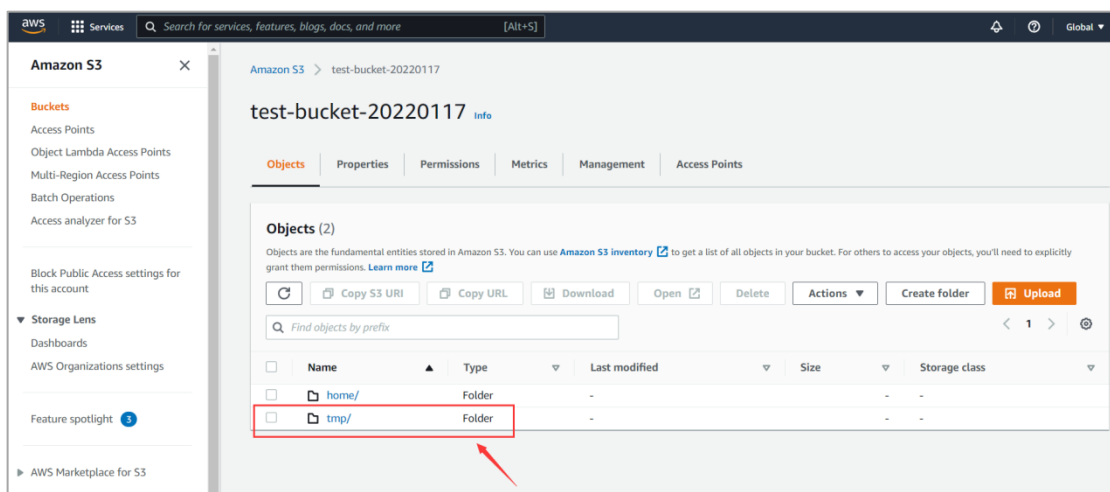 aws Services Search for services, features, blogs, docs, and more [Alt+S] Global
Amazon S3
Buckets
Access Points
Object Lambda Access Points
Multi-Region Access Points
Batch Operations
Access analyzer for S3
Block Public Access settings for
this account
Storage Lens
Dashboards
AWS Organizations settings
Feature spotlight 3
AWS Marketplace for S3
Amazon S3 > test-bucket-20220117
test-bucket-20220117 Info
Objects Properties Permissions Metrics Management Access Points
Objects (2)
Objects are the fundamental entities stored in Amazon S3. You can use Amazon S3 inventory to get a list of all objects in your bucket. For others to access your objects, you'll need to explicitly
grant them permissions. Learn more
Copy S3 URI Copy URL Download Open Delete Actions Create folder Upload
Find objects by prefix < 1 >
Name Type Last modified Size Storage class
home/ Folder - - -
tmp/ Folder - - -